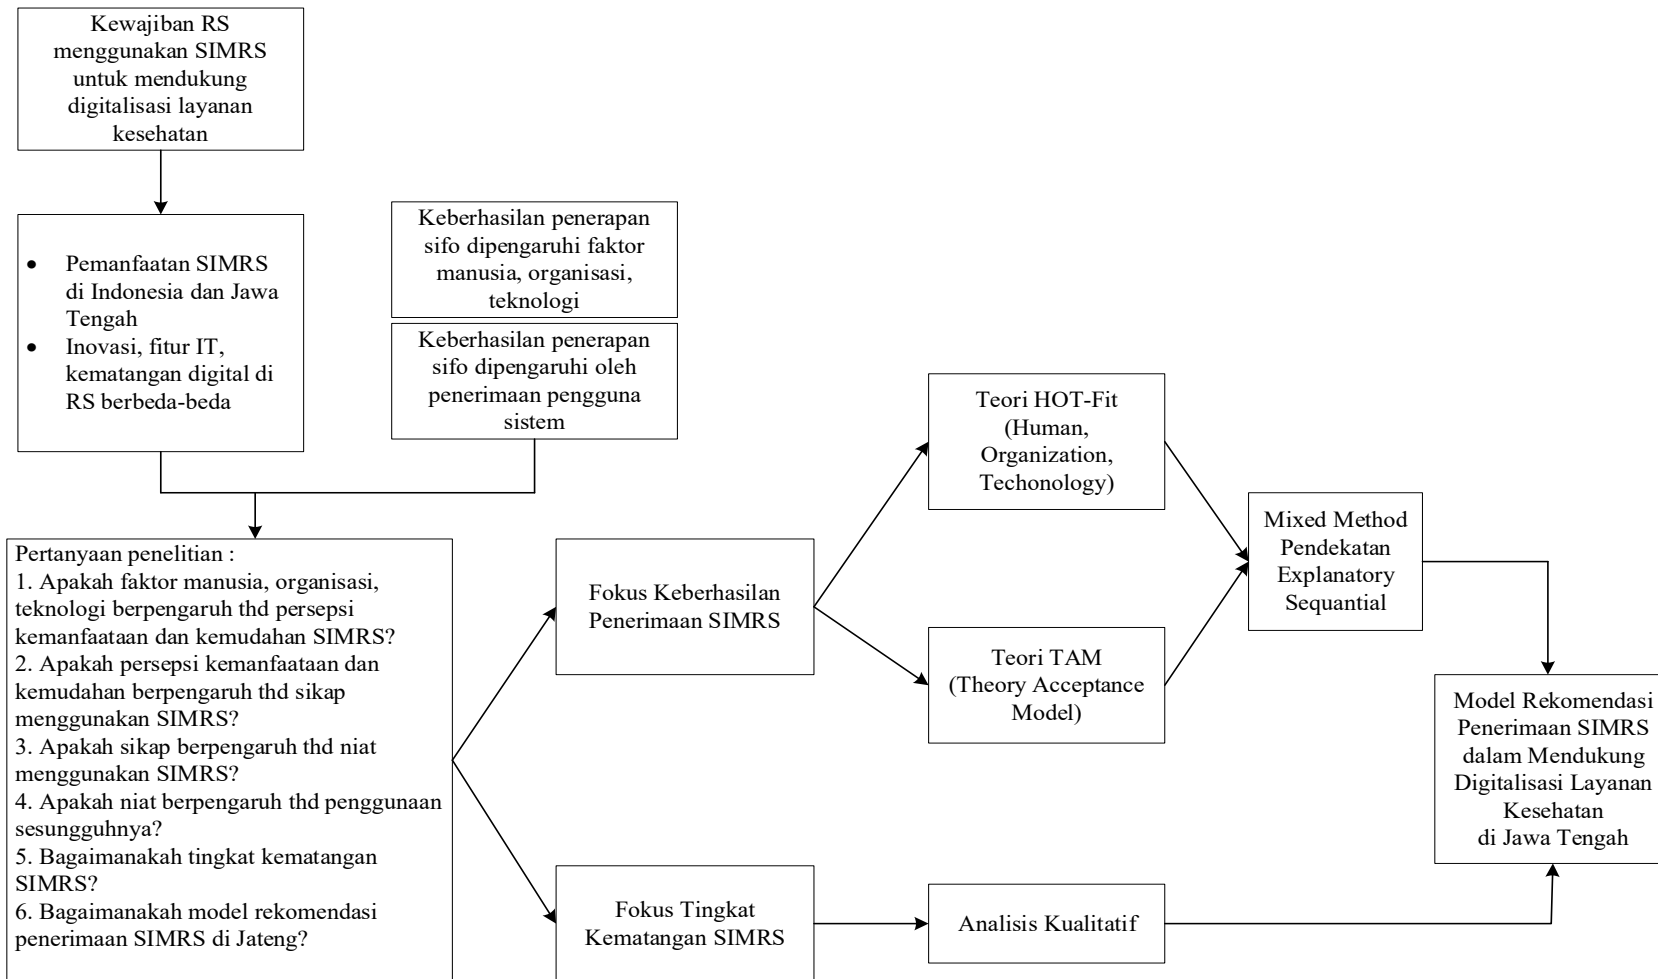 Kewajiban RS
menggunakan SIMRS
untuk mendukung
digitalisasi layanan
kesehatan
• Pemanfaatan SIMRS
di Indonesia dan Jawa
Tengah
• Inovasi, fitur IT,
kematangan digital di
RS berbeda-beda
Keberhasilan penerapan
sifo dipengaruhi faktor
manusia, organisasi,
teknologi
Keberhasilan penerapan
sifo dipengaruhi oleh
penerimaan pengguna
sistem
Pertanyaan penelitian :
1. Apakah faktor manusia, organisasi,
teknologi berpengaruh thd persepsi
kemanfaataan dan kemudahan SIMRS?
2. Apakah persepsi kemanfaataan dan
kemudahan berpengaruh thd sikap
menggunakan SIMRS?
3. Apakah sikap berpengaruh thd niat
menggunakan SIMRS?
4. Apakah niat berpengaruh thd penggunaan
sesungguhnya?
5. Bagaimanakah tingkat kematangan
SIMRS?
6. Bagaimanakah model rekomendasi
penerimaan SIMRS di Jateng?
Fokus Keberhasilan
Penerimaan SIMRS
Fokus Tingkat
Kematangan SIMRS
Teori HOT-Fit
(Human,
Organization,
Techonology)
Teori TAM
(Theory Acceptance
Model)
Analisis Kualitatif
Mixed Method
Pendekatan
Explanatory
Sequantial
Model Rekomendasi
Penerimaan SIMRS
dalam Mendukung
Digitalisasi Layanan
Kesehatan
di Jawa Tengah